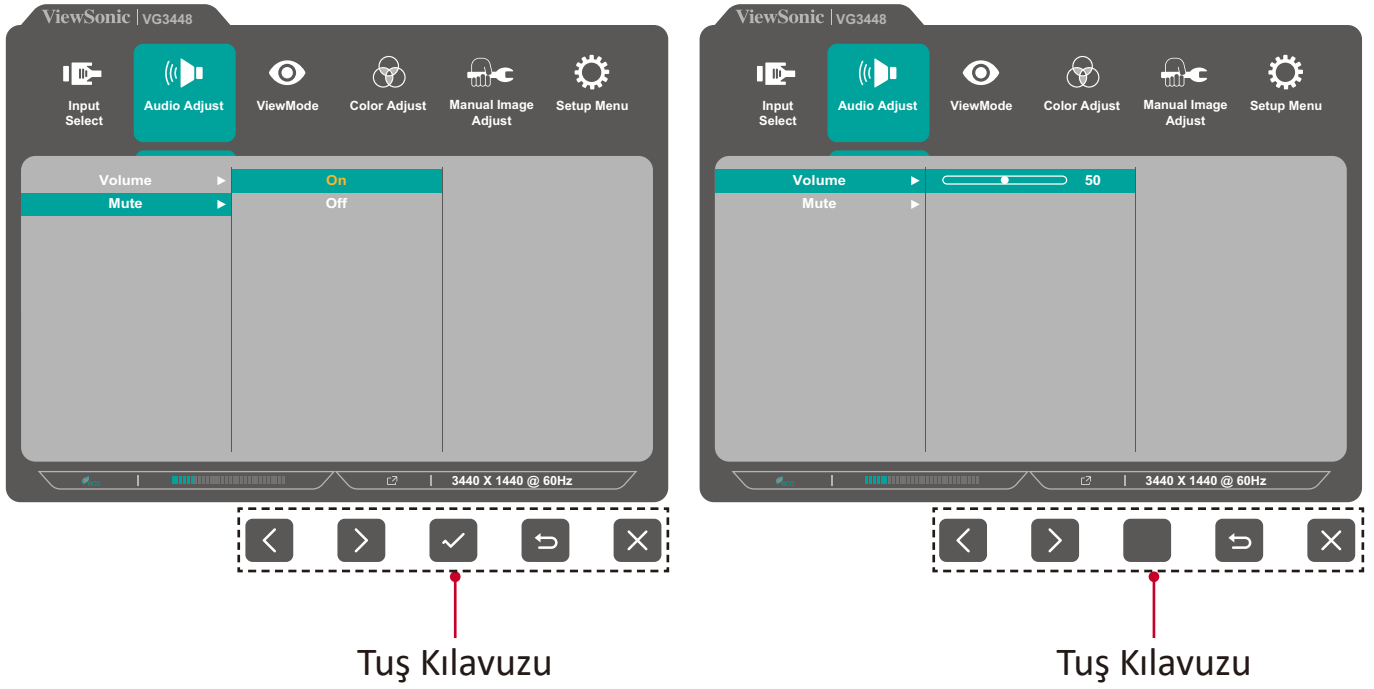 ViewSonic VG3448
Input Select
Audio Adjust
ViewMode
Color Adjust
Manual Image Adjust
Setup Menu
Volume
On
Mute
Off
eco
3440 X 1440 @ 60Hz
Tuş Kılavuzu
ViewSonic VG3448
Input Select
Audio Adjust
ViewMode
Color Adjust
Manual Image Adjust
Setup Menu
Volume
50
Mute
eco
3440 X 1440 @ 60Hz
Tuş Kılavuzu